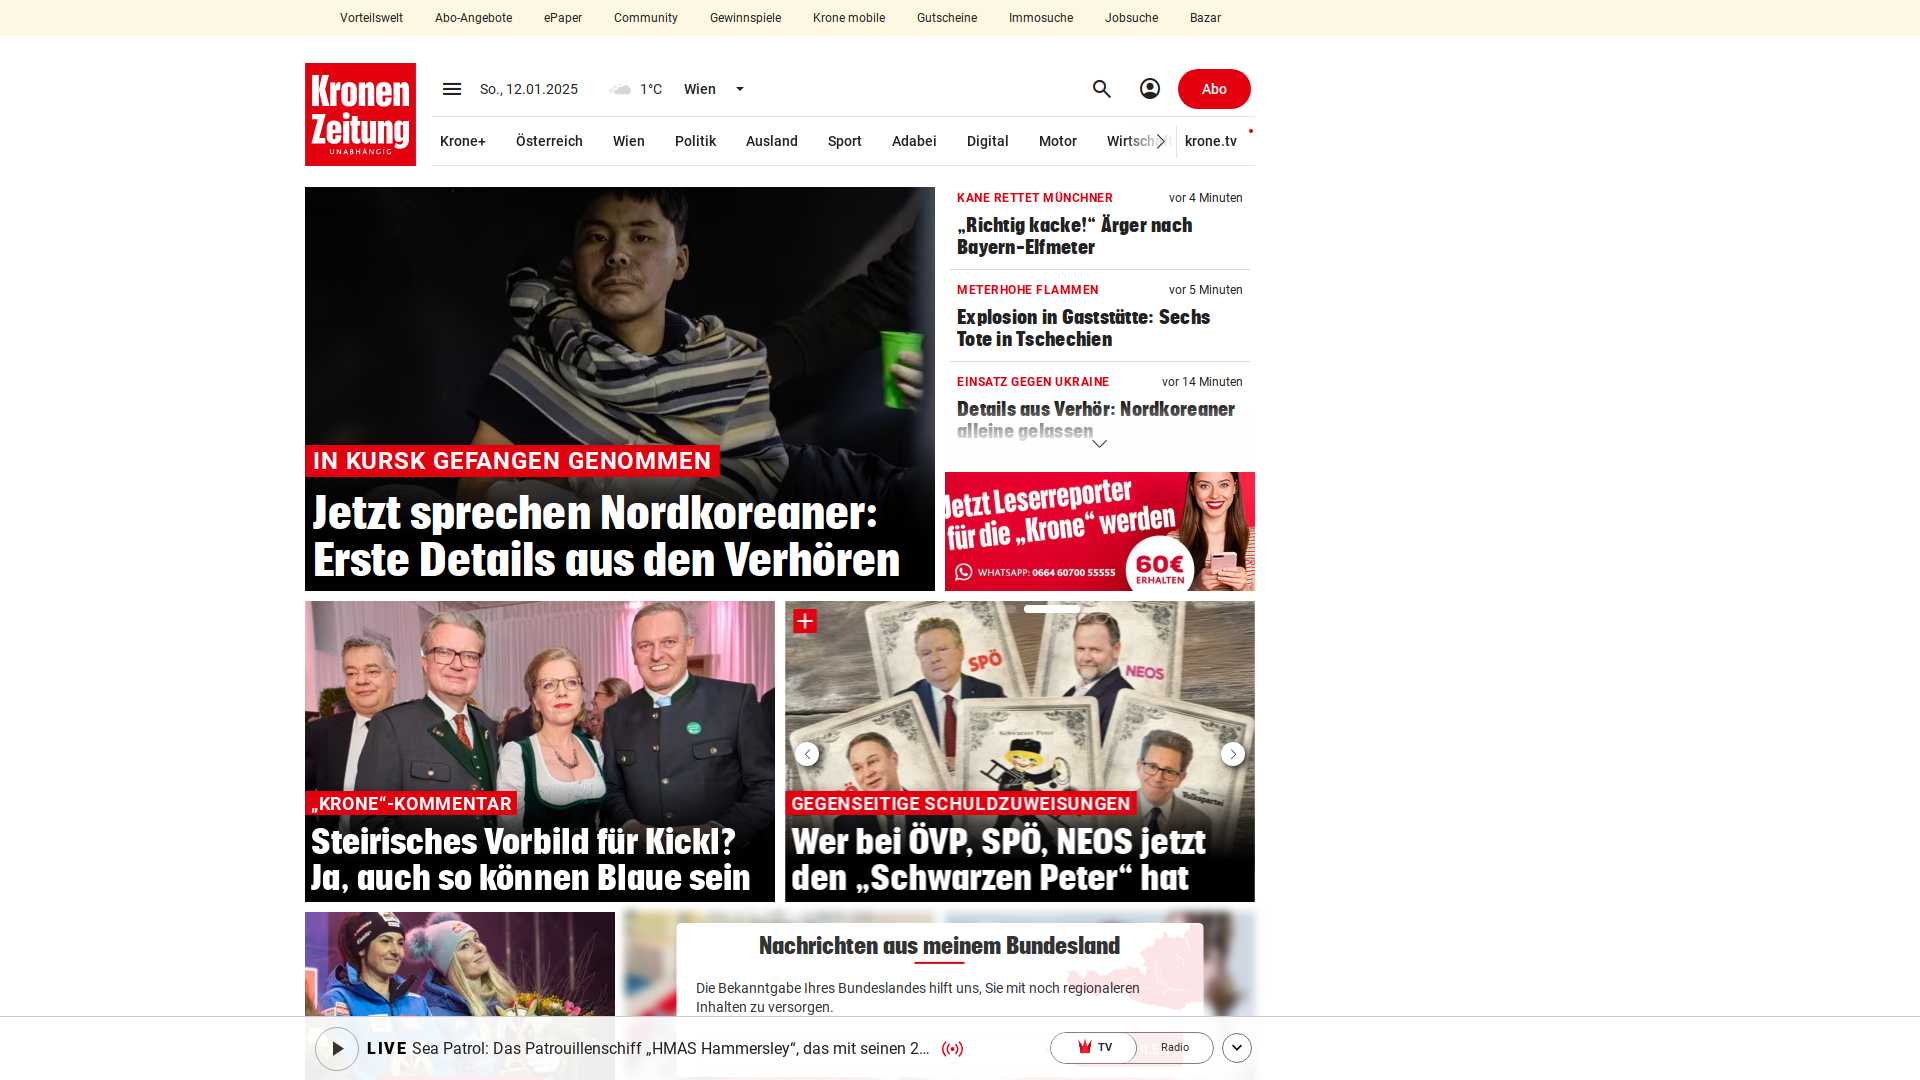 Vorteilswelt Abo-Angebote ePaper Community Gewinnspiele Krone mobile Gutscheine Immosuche Jobsuche Bazar
Kronen
Zeitung
UNABHÄNGIG
So., 12.01.2025 1°C Wien Abo
Krone+ Österreich Wien Politik Ausland Sport Adabei Digital Motor Wirtschaft krone.tv
IN KURSK GEFANGEN GENOMMEN
Jetzt sprechen Nordkoreaner:
Erste Details aus den Verhören
KANE RETTET MÜNCHNER vor 4 Minuten
„Richtig kacke!“ Ärger nach
Bayern-Elfmeter
METERHOHE FLAMMEN vor 5 Minuten
Explosion in Gaststätte: Sechs
Tote in Tschechien
EINSATZ GEGEN UKRAINE vor 14 Minuten
Details aus Verhör: Nordkoreaner
alleine gelassen
Jetzt Leserreporter
für die „Krone“ werden
WHATSAPP: 0664 60700 55555
60€
ERHALTEN
„KRONE“-KOMMENTAR
Steirisches Vorbild für Kickl?
Ja, auch so können Blaue sein
SPÖ
NEOS
Schwarzer Peter
Volkspartei
GEGENSEITIGE SCHULDZUWEISUNGEN
Wer bei ÖVP, SPÖ, NEOS jetzt
den „Schwarzen Peter“ hat
Nachrichten aus meinem Bundesland
Die Bekanntgabe Ihres Bundeslandes hilft uns, Sie mit noch regionaleren
Inhalten zu versorgen.
LIVE Sea Patrol: Das Patrouillenschiff „HMAS Hammersley“, das mit seinen 2... TV Radio